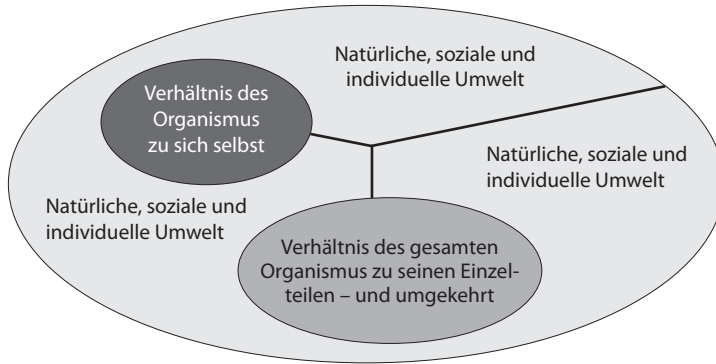 Natürliche, soziale und
individuelle Umwelt
Verhältnis des
Organismus
zu sich selbst
Natürliche, soziale und
individuelle Umwelt
Natürliche, soziale und
individuelle Umwelt
Verhältnis des gesamten
Organismus zu seinen Einzel-
teilen – und umgekehrt